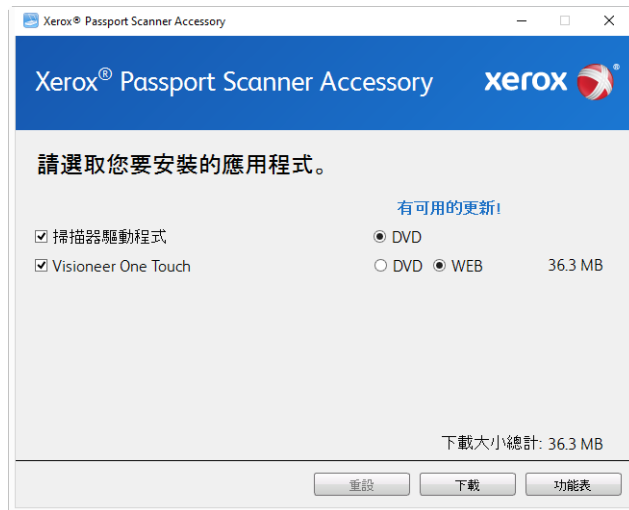 Xerox® Passport Scanner Accessory
Xerox® Passport Scanner Accessory
xerox ®
請選取您要安裝的應用程式。
有可用的更新!
掃描器驅動程式 DVD
Visioneer One Touch DVD WEB 36.3 MB
下載大小總計: 36.3 MB
重設 下載 功能表